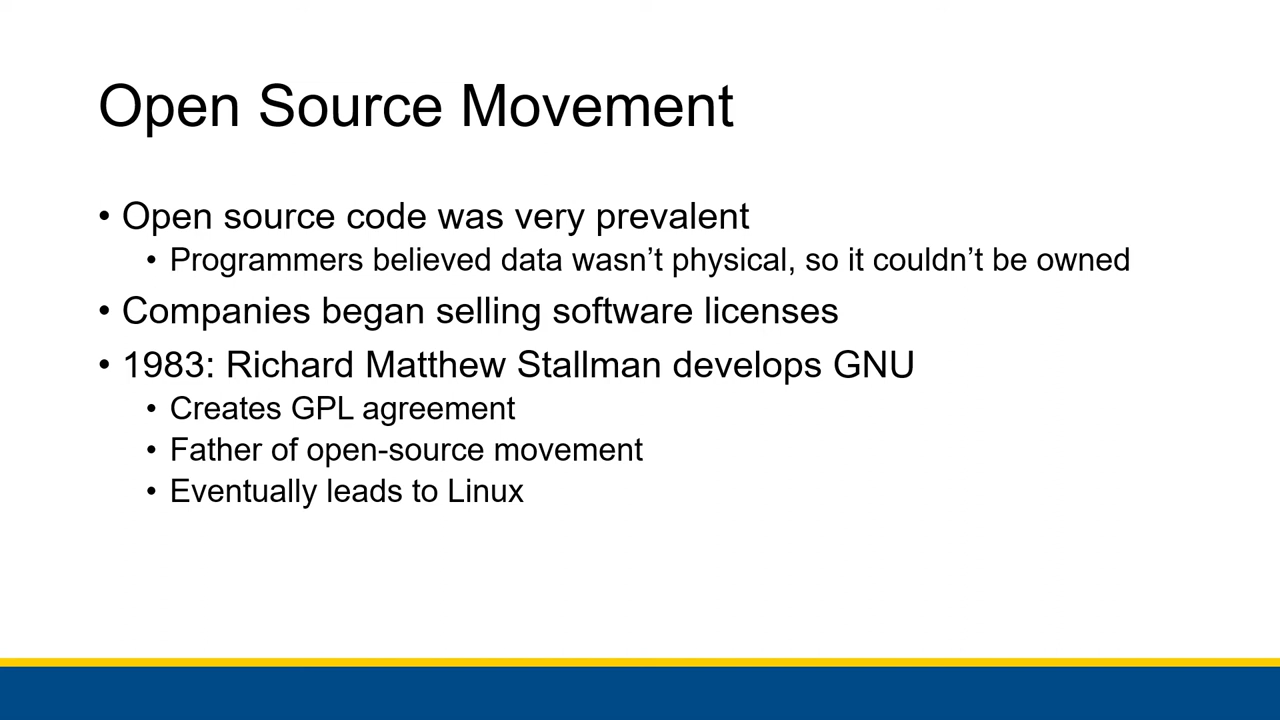 Open Source Movement
• Open source code was very prevalent
• Programmers believed data wasn’t physical, so it couldn’t be owned
• Companies began selling software licenses
• 1983: Richard Matthew Stallman develops GNU
• Creates GPL agreement
• Father of open-source movement
• Eventually leads to Linux